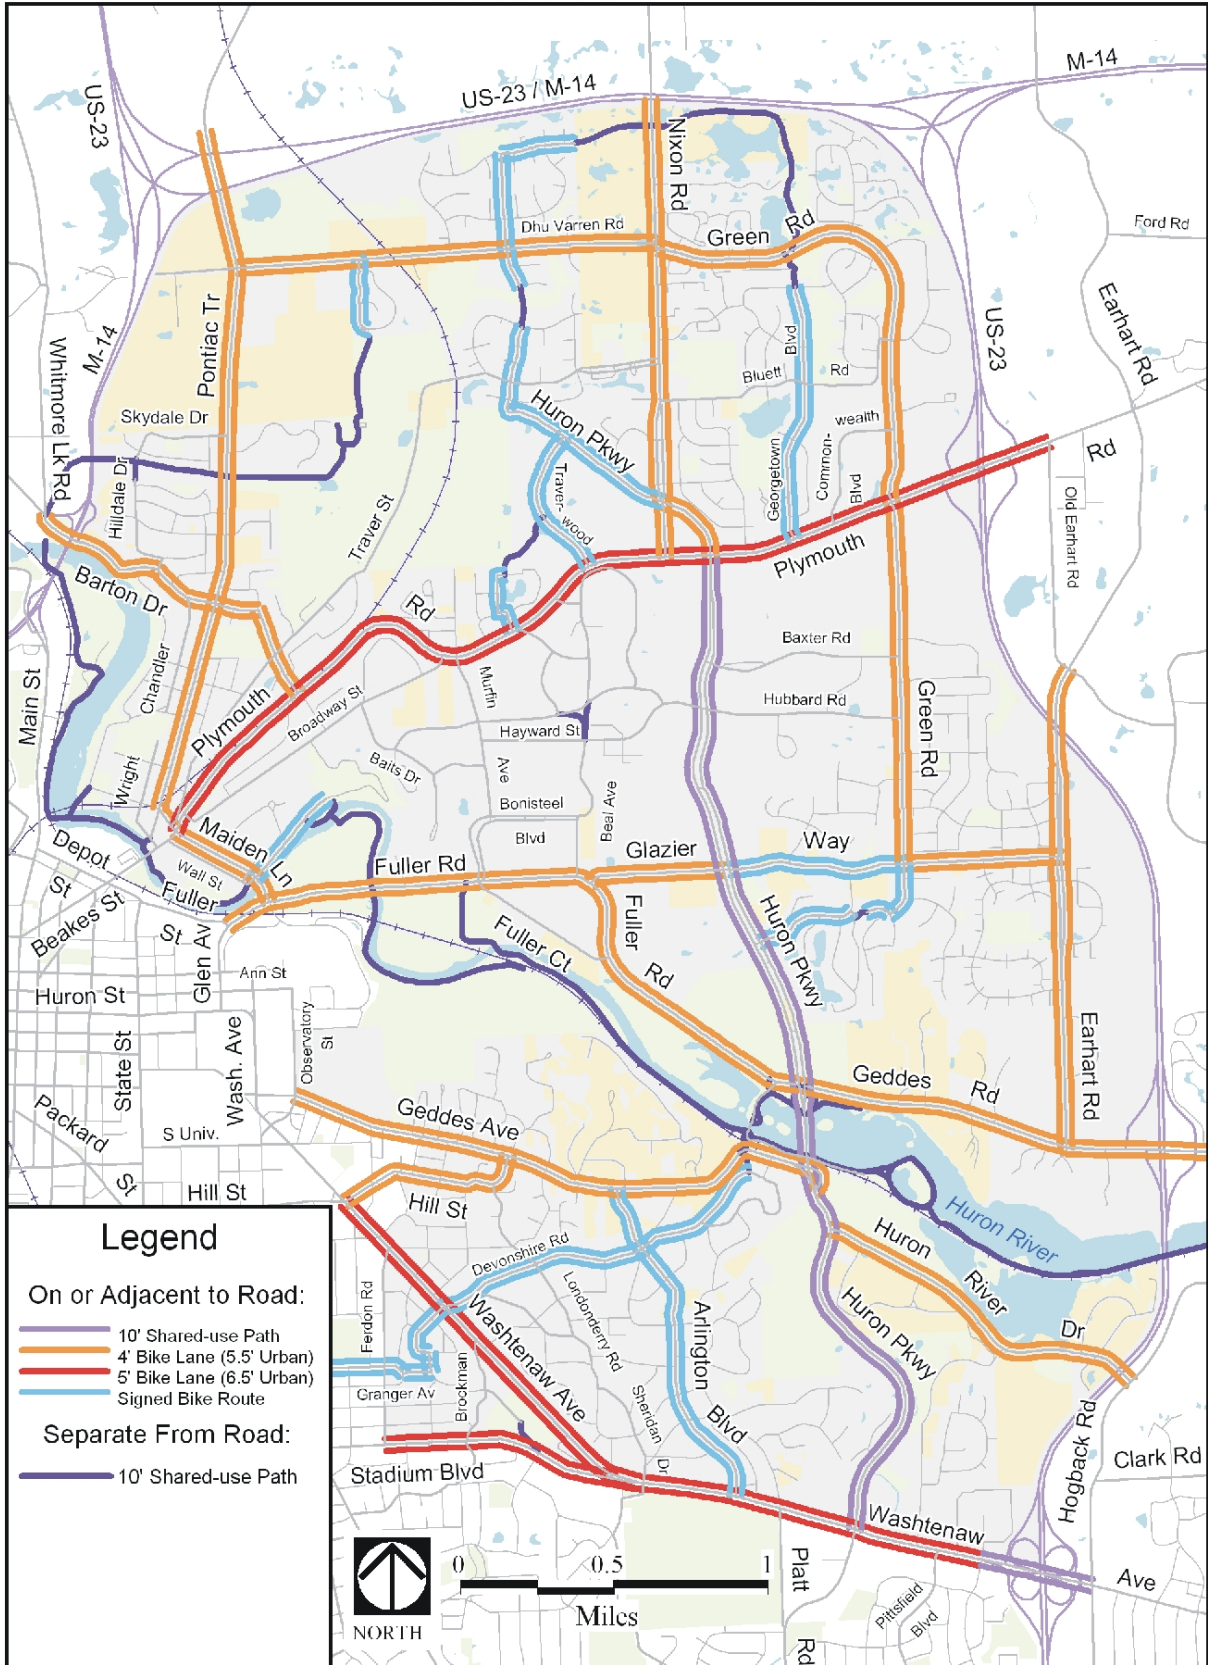 M-14
US-23
US-23 / M-14
Nixon Rd
Dhu Varren Rd
Green
Rd
Ford Rd
Earhart Rd
US-23
M-14
Whitmore Lk Rd
Pontiac Tr
Skydale Dr
Hilldale Dr
Huron Pkwy
Bluett
Blvd
Rd
Georgetown
Common-
wealth
Blvd
Rd
Traver-
wood
Traver St
Old Earhart Rd
Plymouth
Barton Dr
Rd
Baxter Rd
Chandler
Main St
Plymouth
Broadway St
Murfin
Hubbard Rd
Hayward St
Green Rd
Wright
Baits Dr
Ave
Bonisteel
Blvd
Beal Ave
Maiden Ln
Depot
St
Wall St
Fuller
St
Fuller Rd
Glazier
Way
Beakes St
Glen Av
Fuller
Rd
Fuller Ct
Huron Pkwy
Ann St
Huron St
State St
Wash. Ave
Observatory
St
Earhart Rd
Geddes
Rd
Packard
St
S Univ.
Geddes Ave
Hill St
Hill St
Huron River
Huron
River
Dr
Devonshire Rd
Ferdon Rd
Londonderry Rd
Washtenaw Ave
Arlington
Blvd
Huron Pkwy
Granger Av
Brockman
Sheridan
Dr
Stadium Blvd
Hogback Rd
Clark Rd
Washtenaw
Ave
Platt
Rd
Pittsfield
Blvd
Legend
On or Adjacent to Road:
10' Shared-use Path
4' Bike Lane (5.5' Urban)
5' Bike Lane (6.5' Urban)
Signed Bike Route
Separate From Road:
10' Shared-use Path
NORTH
0 0.5 1
Miles